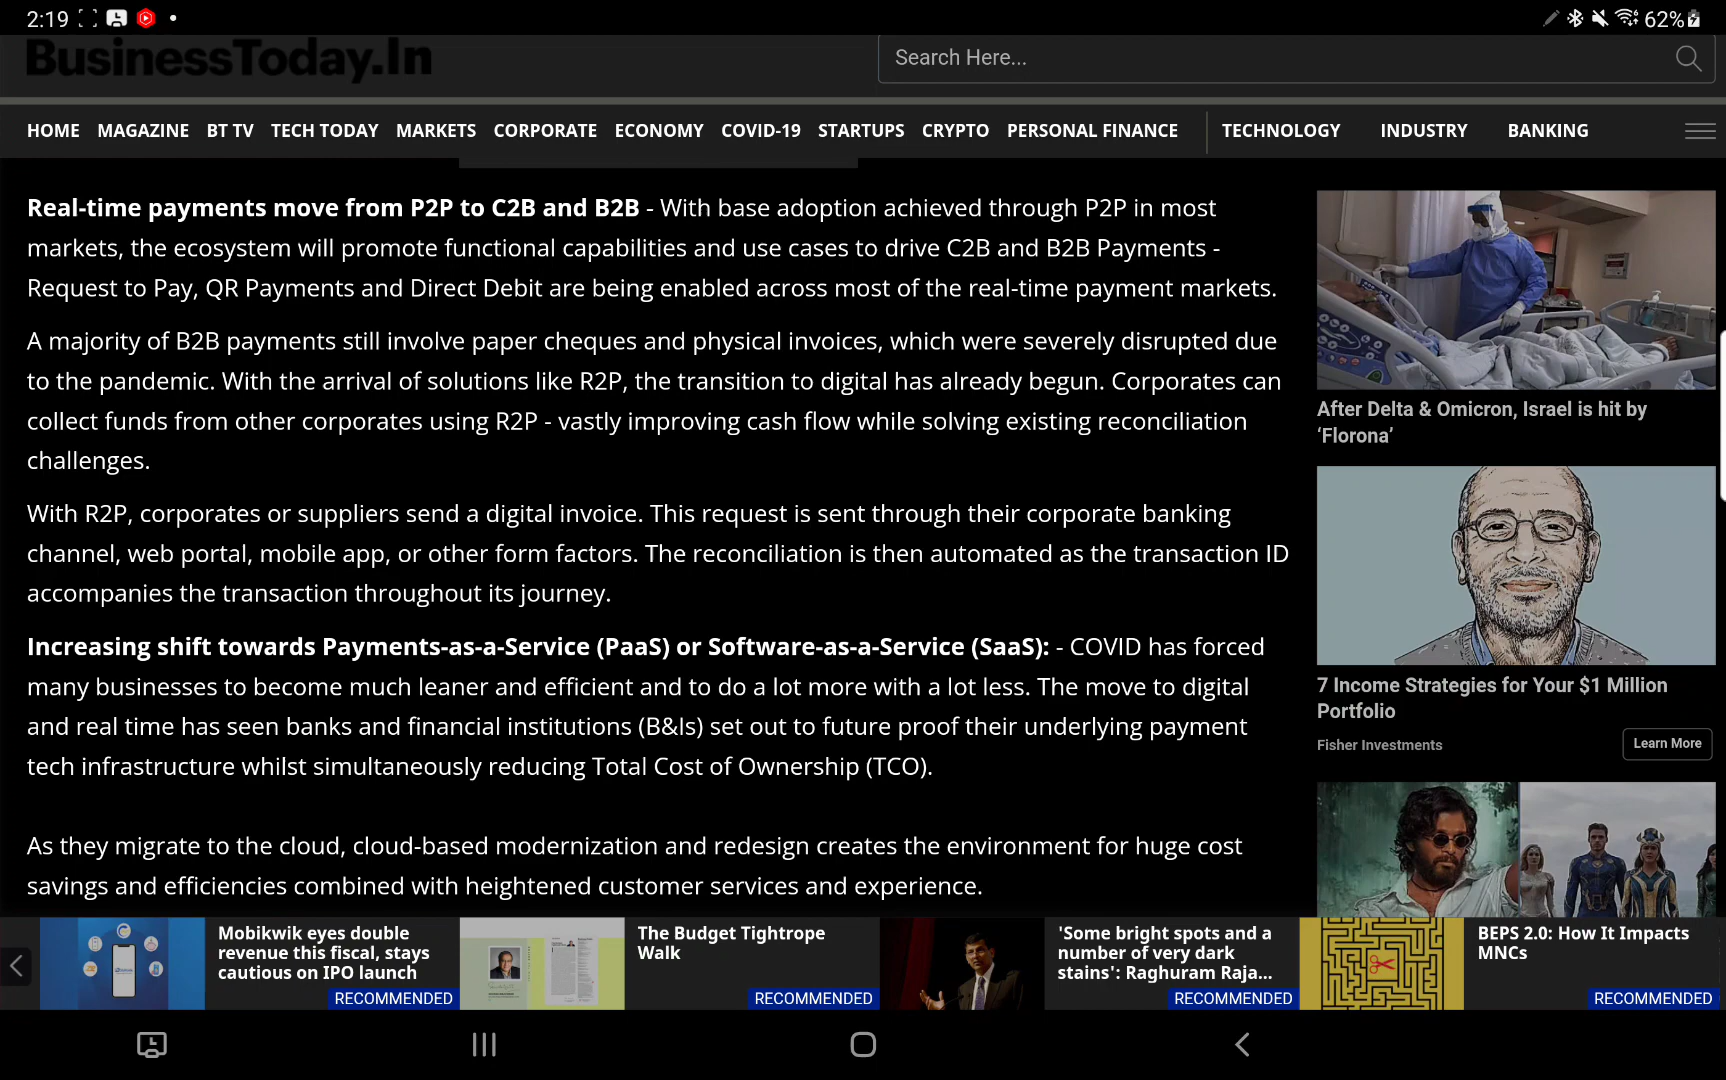 2:19
62%
BusinessToday.In
Search Here...
HOME MAGAZINE BT TV TECH TODAY MARKETS CORPORATE ECONOMY COVID-19 STARTUPS CRYPTO PERSONAL FINANCE TECHNOLOGY INDUSTRY BANKING
Real-time payments move from P2P to C2B and B2B - With base adoption achieved through P2P in most
markets, the ecosystem will promote functional capabilities and use cases to drive C2B and B2B Payments -
Request to Pay, QR Payments and Direct Debit are being enabled across most of the real-time payment markets.
A majority of B2B payments still involve paper cheques and physical invoices, which were severely disrupted due
to the pandemic. With the arrival of solutions like R2P, the transition to digital has already begun. Corporates can
collect funds from other corporates using R2P - vastly improving cash flow while solving existing reconciliation
challenges.
With R2P, corporates or suppliers send a digital invoice. This request is sent through their corporate banking
channel, web portal, mobile app, or other form factors. The reconciliation is then automated as the transaction ID
accompanies the transaction throughout its journey.
Increasing shift towards Payments-as-a-Service (PaaS) or Software-as-a-Service (SaaS): - COVID has forced
many businesses to become much leaner and efficient and to do a lot more with a lot less. The move to digital
and real time has seen banks and financial institutions (B&Is) set out to future proof their underlying payment
tech infrastructure whilst simultaneously reducing Total Cost of Ownership (TCO).
As they migrate to the cloud, cloud-based modernization and redesign creates the environment for huge cost
savings and efficiencies combined with heightened customer services and experience.
After Delta & Omicron, Israel is hit by
‘Florona’
7 Income Strategies for Your $1 Million
Portfolio
Fisher Investments
Learn More
Mobikwik eyes double
revenue this fiscal, stays
cautious on IPO launch
RECOMMENDED
The Budget Tightrope
Walk
RECOMMENDED
'Some bright spots and a
number of very dark
stains': Raghuram Raja...
RECOMMENDED
BEPS 2.0: How It Impacts
MNCs
RECOMMENDED